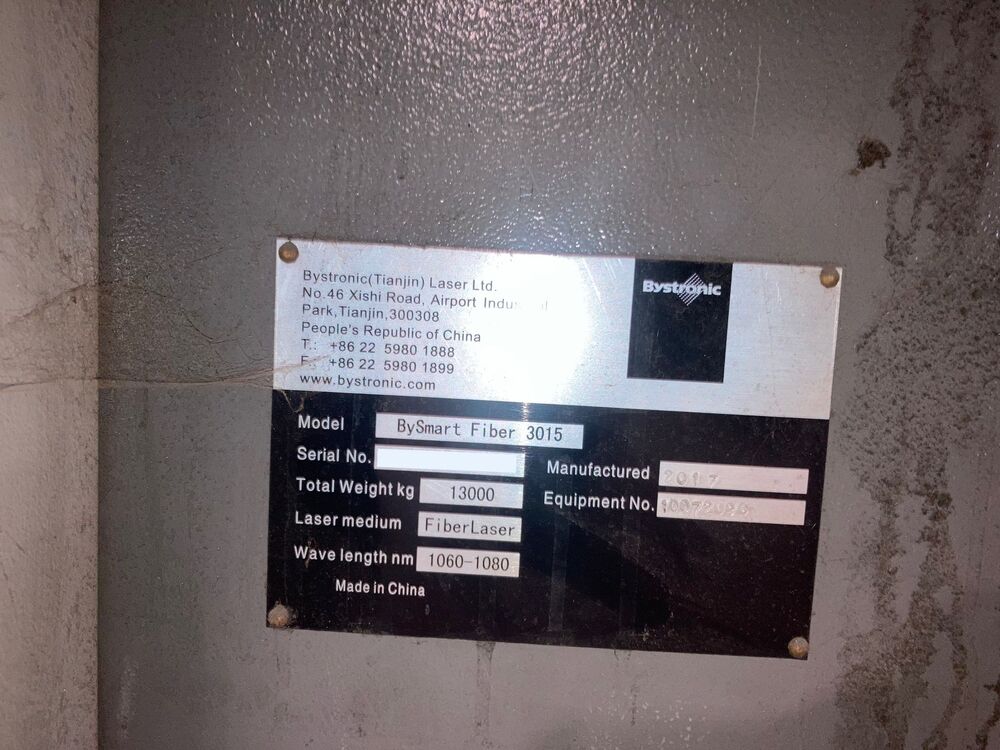 Bystronic(Tianjin) Laser Ltd.
No.46 Xishi Road, Airport
Park,Tianjin,300308
People's Republic of China
T.: +86 22 5980 1888
F.: +86 22 5980 1899
www.bystronic.com
Bystronic
Model BySmart Fiber 3015
Serial No.
Total Weight kg 13000
Laser medium FiberLaser
Wave length nm 1060-1080
Made in China
Manufactured 2017
Equipment No.